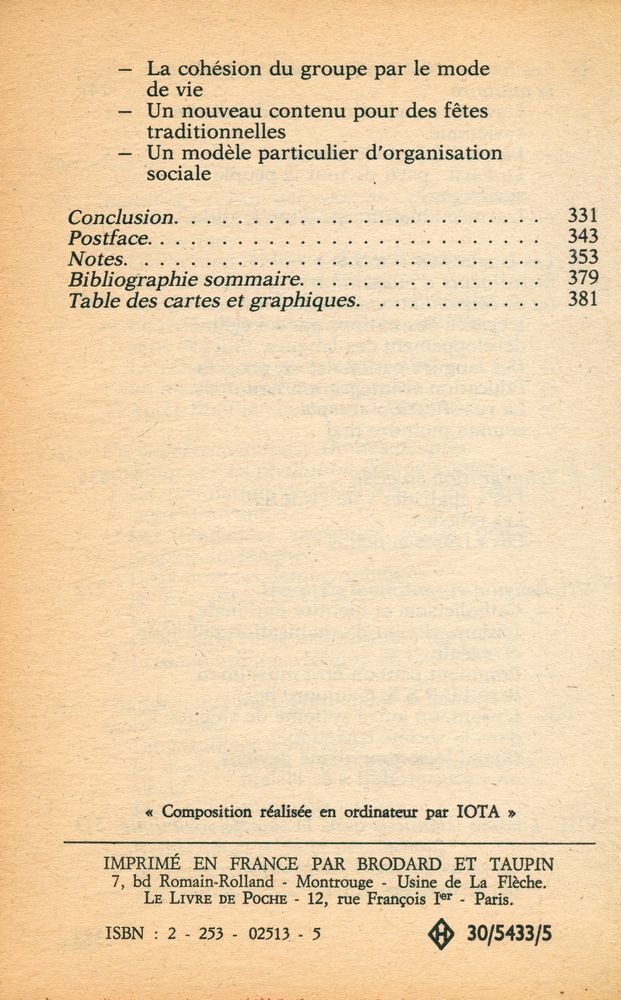 — La cohésion du groupe par le mode
de vie
— Un nouveau contenu pour des fêtes
traditionnelles
— Un modèle particulier d'organisation
sociale
Conclusion. . . . . . . . . . . . . . . . . . . . . . . . . . 331
Postface. . . . . . . . . . . . . . . . . . . . . . . . . . . . 343
Notes. . . . . . . . . . . . . . . . . . . . . . . . . . . . . . 353
Bibliographie sommaire. . . . . . . . . . . . . . . . . 379
Table des cartes et graphiques. . . . . . . . . . . . . 381
« Composition réalisée en ordinateur par IOTA »
IMPRIMÉ EN FRANCE PAR BRODARD ET TAUPIN
7, bd Romain-Rolland - Montrouge - Usine de La Flèche.
LE LIVRE DE POCHE - 12, rue François Ier - Paris.
ISBN : 2 - 253 - 02513 - 5
H 30/5433/5